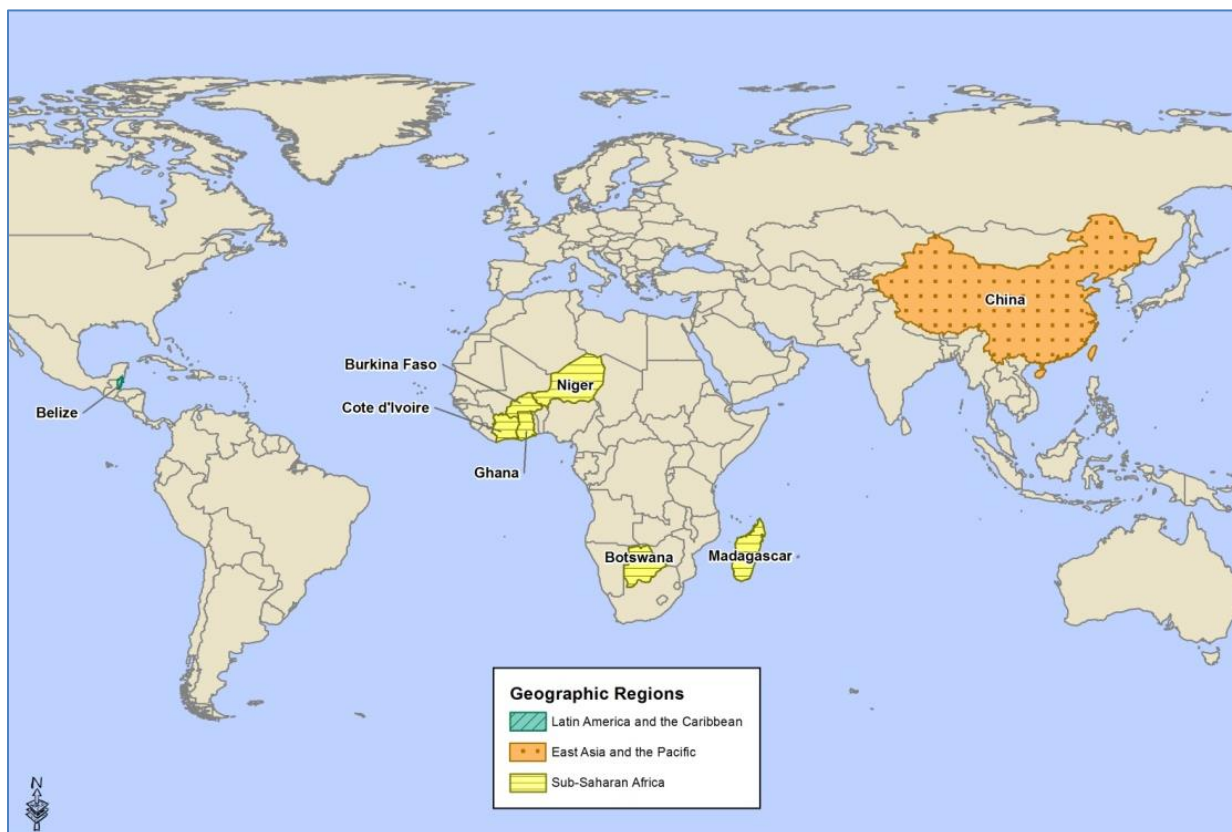 China
Burkina Faso
Niger
Cote d'Ivoire
Belize
Ghana
Botswana
Madagascar
Geographic Regions
Latin America and the Caribbean
East Asia and the Pacific
Sub-Saharan Africa
N